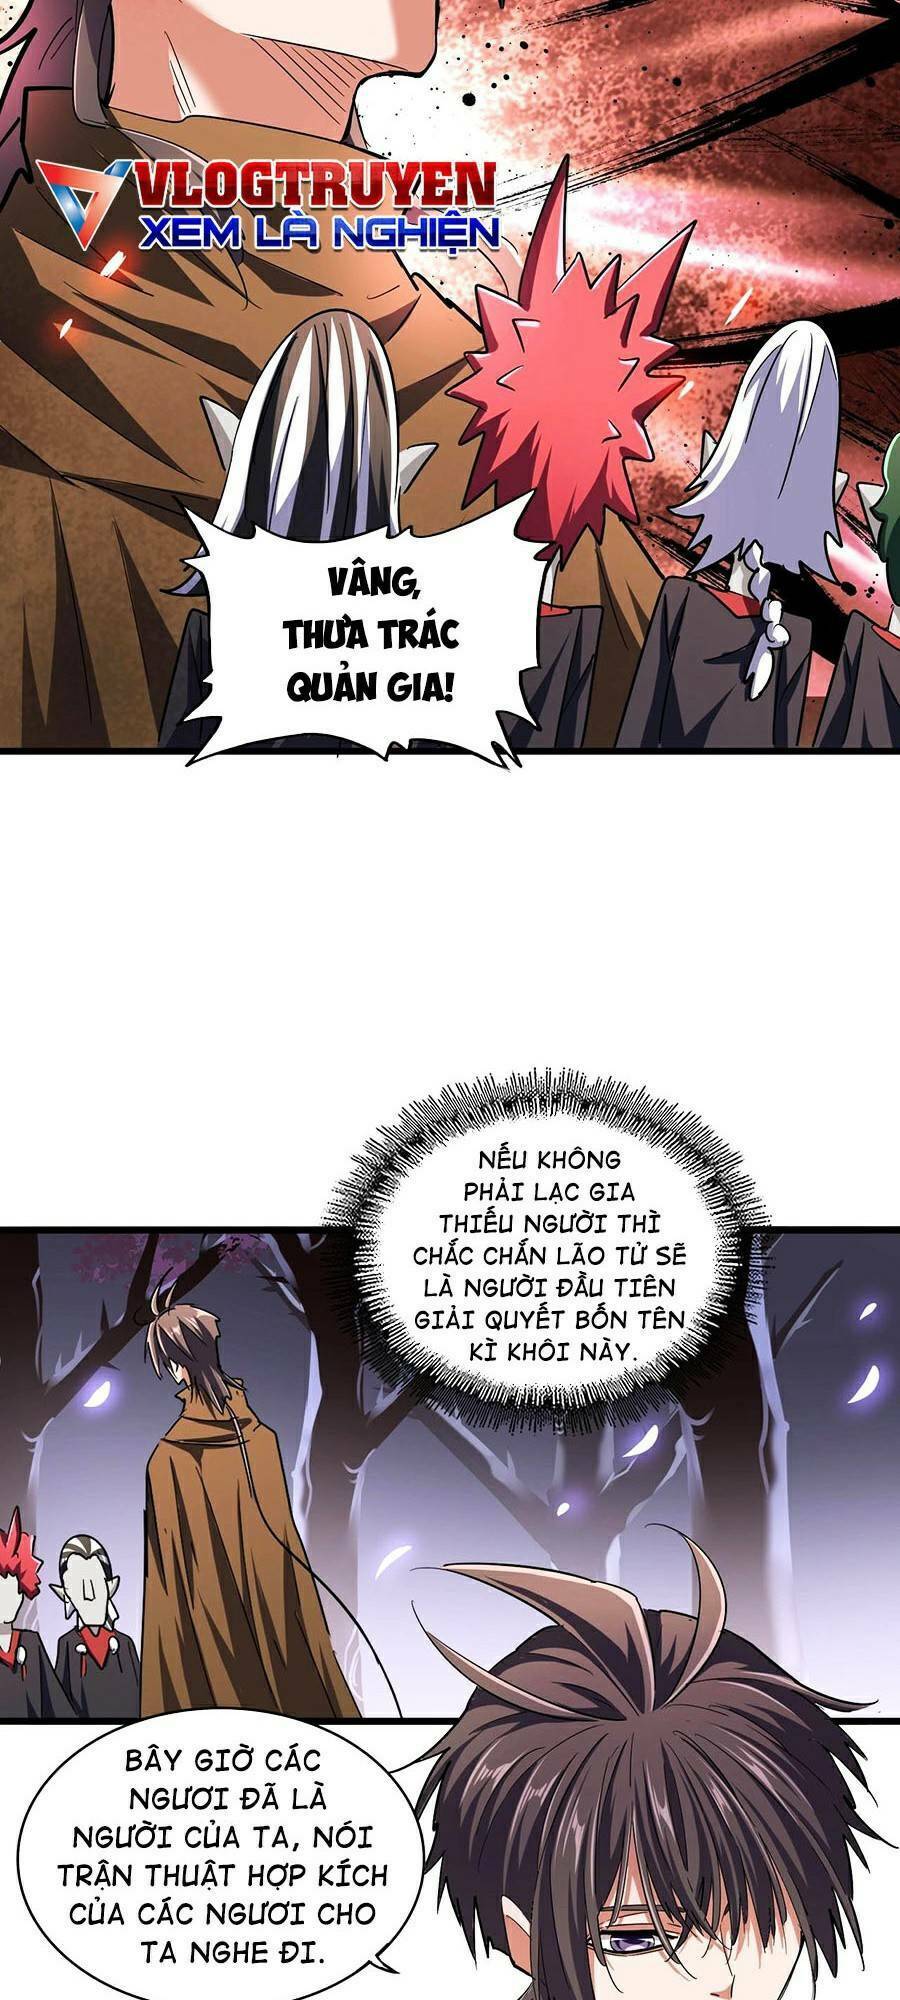 VLOGTRUYEN
XEM LÀ NGHIỆN
VÂNG,
THƯA TRÁC
QUẢN GIA!
NẾU KHÔNG
PHẢI LẠC GIA
THIẾU NGƯỜI THÌ
CHẮC CHẮN LÃO TỬ SẼ
LÀ NGƯỜI ĐẦU TIÊN
GIẢI QUYẾT BỐN TÊN
KÌ KHÔI NÀY.
BÂY GIỜ CÁC
NGƯƠI ĐÃ LÀ
NGƯỜI CỦA TA, NÓI
TRẬN THUẬT HỢP KÍCH
CỦA CÁC NGƯƠI CHO
TA NGHE ĐI.